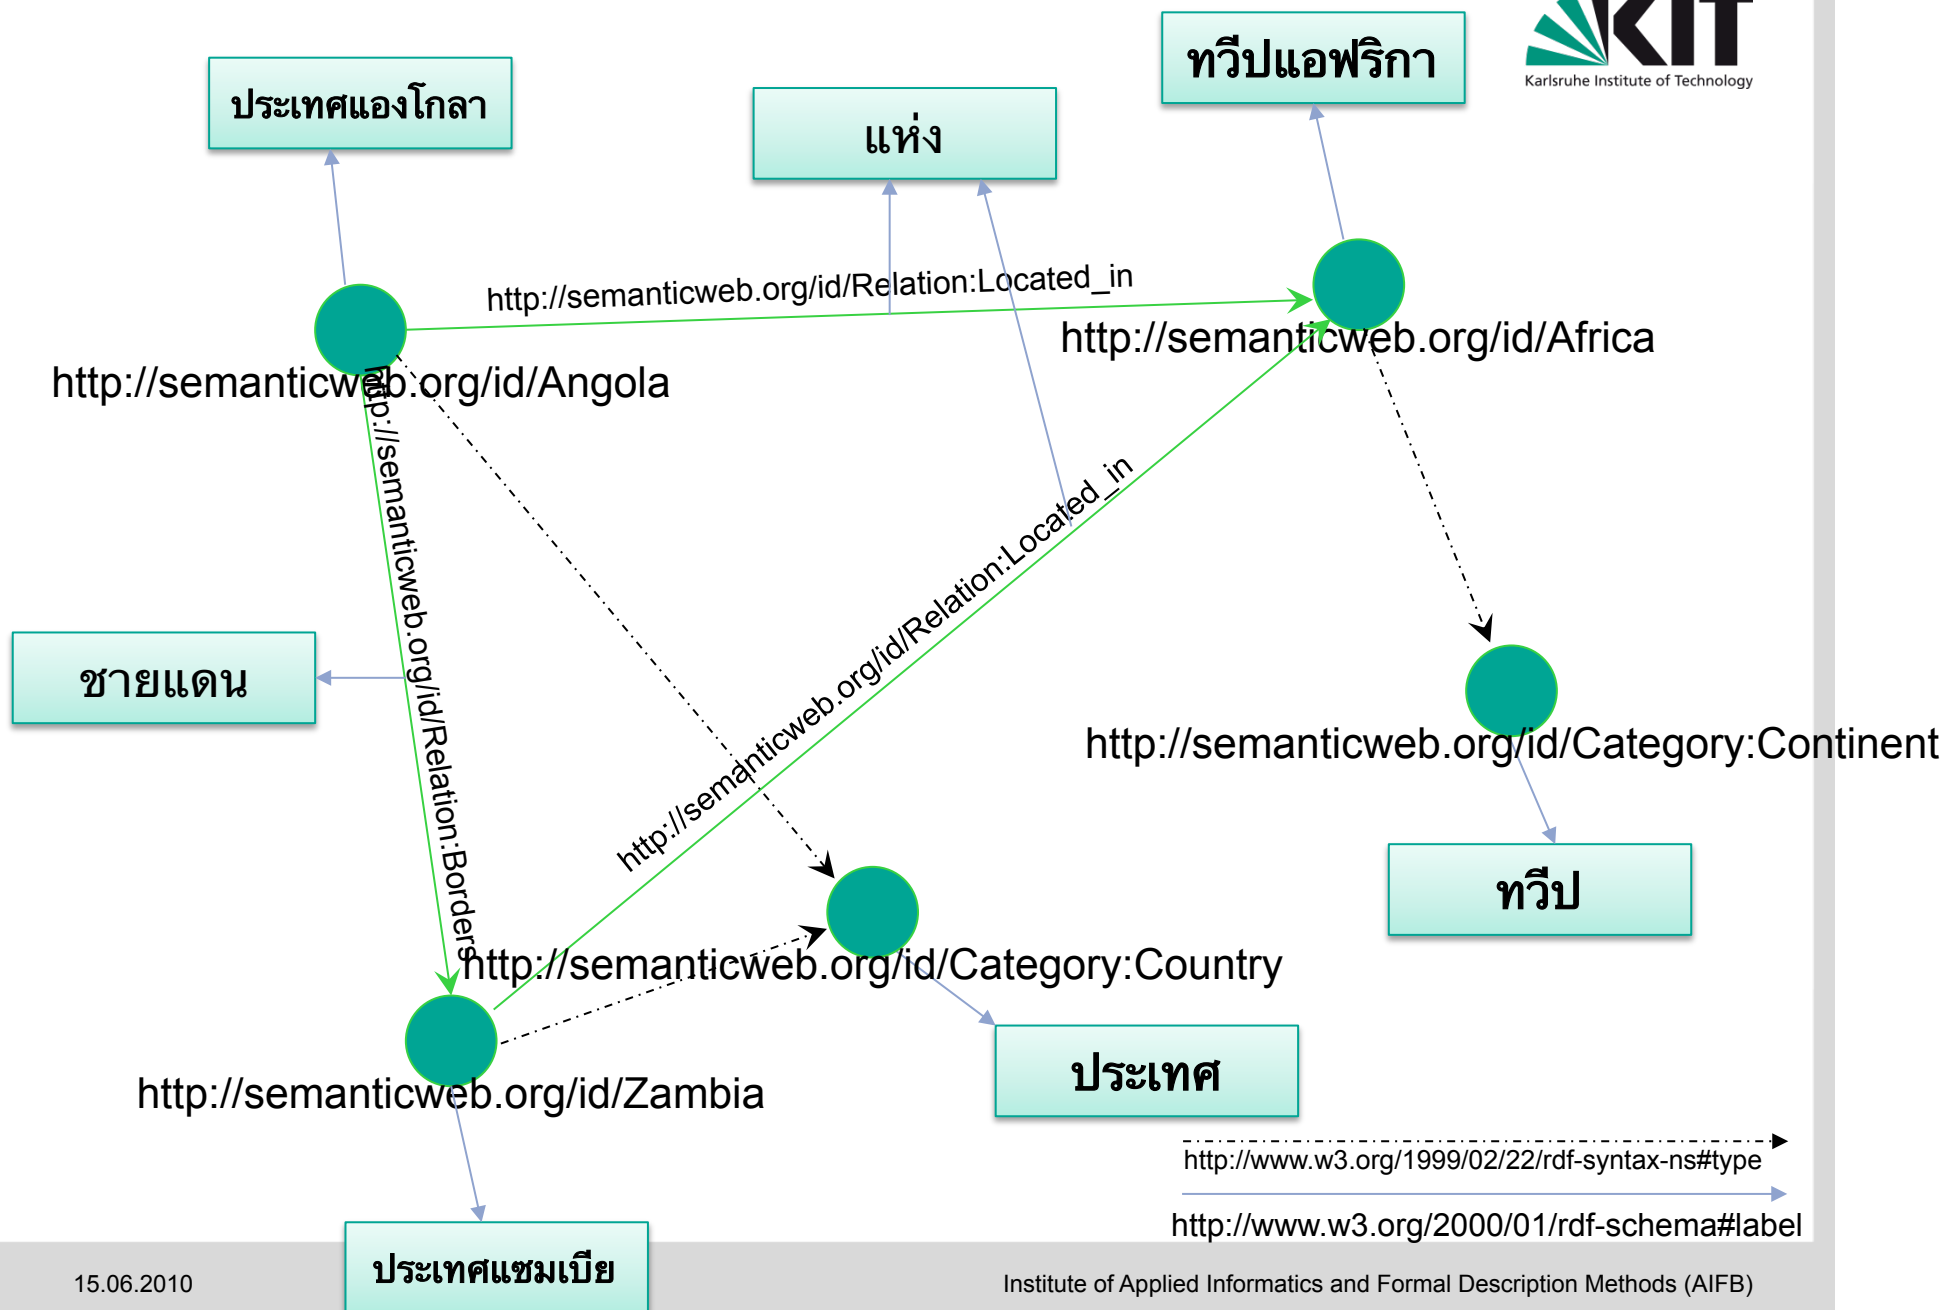 KIT
Karlsruhe Institute of Technology
ทวีปแอฟริกา
ประเทศแองโกลา
แห่ง
http://semanticweb.org/id/Relation:Located_in
http://semanticweb.org/id/Africa
http://semanticweb.org/id/Angola
http://semanticweb.org/id/Relation:Borders
http://semanticweb.org/id/Relation:Located_in
ชายแดน
http://semanticweb.org/id/Category:Continent
ทวีป
http://semanticweb.org/id/Category:Country
ประเทศ
http://semanticweb.org/id/Zambia
http://www.w3.org/1999/02/22/rdf-syntax-ns#type
http://www.w3.org/2000/01/rdf-schema#label
ประเทศแซมเบีย
15.06.2010
Institute of Applied Informatics and Formal Description Methods (AIFB)